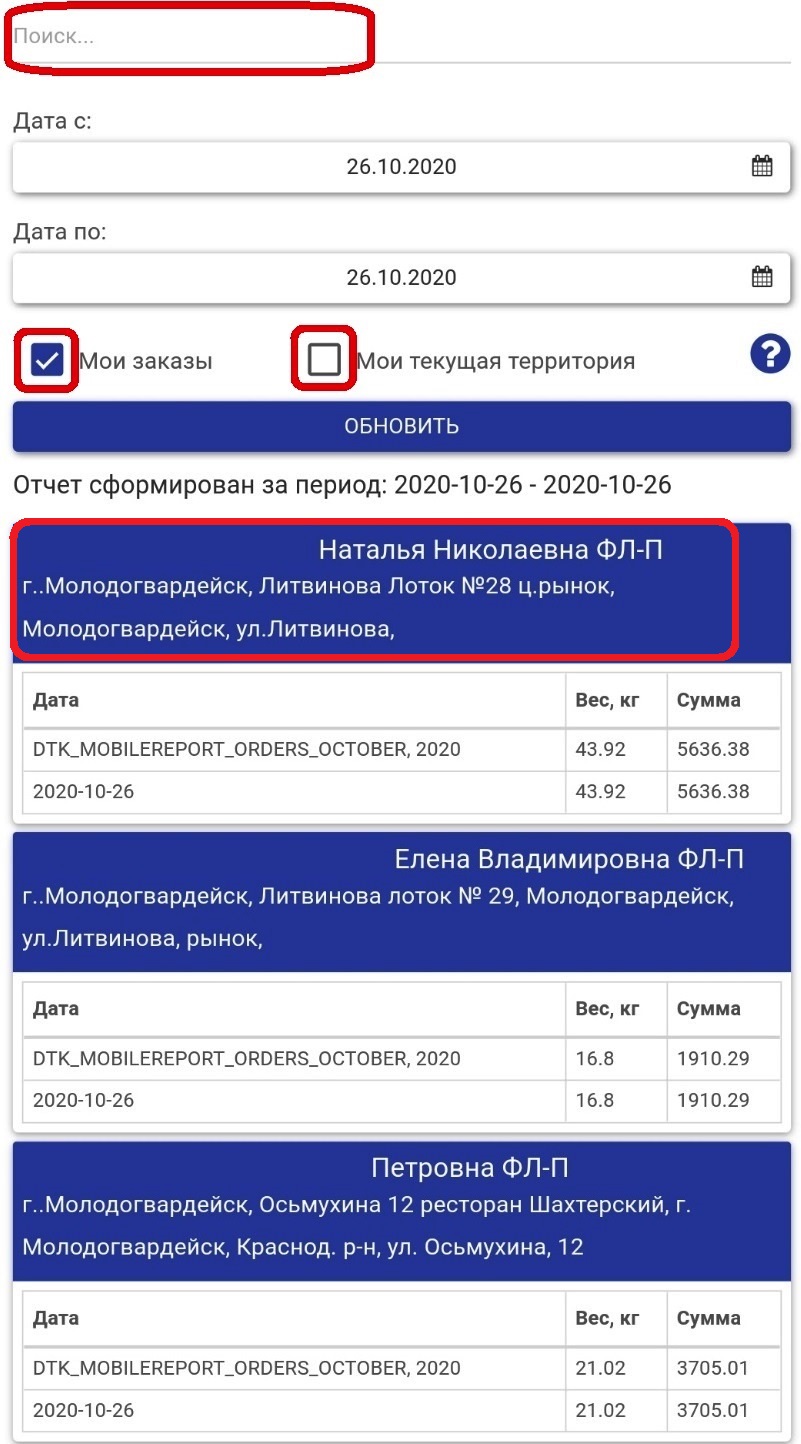 Поиск...
Дата с:
26.10.2020
Дата по:
26.10.2020
Мои заказы Мои текущая территория ?
ОБНОВИТЬ
Отчет сформирован за период: 2020-10-26 - 2020-10-26
Наталья Николаевна ФЛ-П
г..Молодогвардейск, Литвинова Лоток №28 ц.рынок,
Молодогвардейск, ул.Литвинова,
Дата Вес, кг Сумма
DTK_MOBILEREPORT_ORDERS_OCTOBER, 2020 43.92 5636.38
2020-10-26 43.92 5636.38
Елена Владимировна ФЛ-П
г..Молодогвардейск, Литвинова лоток № 29, Молодогвардейск,
ул.Литвинова, рынок,
Дата Вес, кг Сумма
DTK_MOBILEREPORT_ORDERS_OCTOBER, 2020 16.8 1910.29
2020-10-26 16.8 1910.29
Петровна ФЛ-П
г..Молодогвардейск, Осьмухина 12 ресторан Шахтерский, г.
Молодогвардейск, Краснод. р-н, ул. Осьмухина, 12
Дата Вес, кг Сумма
DTK_MOBILEREPORT_ORDERS_OCTOBER, 2020 21.02 3705.01
2020-10-26 21.02 3705.01